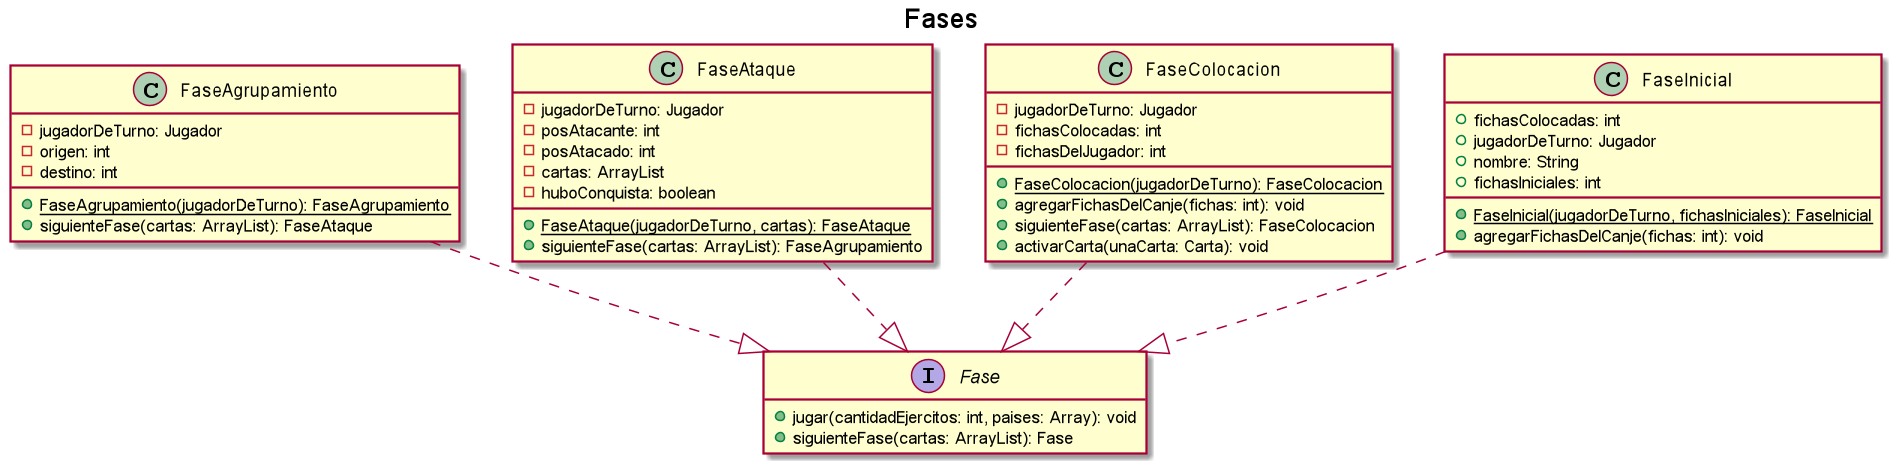 Fases
C FaseAgrupamiento
jugadorDeTurno: Jugador
origen: int
destino: int
FaseAgrupamiento(jugadorDeTurno): FaseAgrupamiento
siguienteFase(cartas: ArrayList): FaseAtaque
C FaseAtaque
jugadorDeTurno: Jugador
posAtacante: int
posAtacado: int
cartas: ArrayList
huboConquista: boolean
FaseAtaque(jugadorDeTurno, cartas): FaseAtaque
siguienteFase(cartas: ArrayList): FaseAgrupamiento
C FaseColocacion
jugadorDeTurno: Jugador
fichasColocadas: int
fichasDelJugador: int
FaseColocacion(jugadorDeTurno): FaseColocacion
agregarFichasDelCanje(fichas: int): void
siguienteFase(cartas: ArrayList): FaseColocacion
activarCarta(unaCarta: Carta): void
C FaseInicial
fichasColocadas: int
jugadorDeTurno: Jugador
nombre: String
fichasIniciales: int
FaseInicial(jugadorDeTurno, fichasIniciales): FaseInicial
agregarFichasDelCanje(fichas: int): void
I Fase
jugar(cantidadEjercitos: int, paises: Array): void
siguienteFase(cartas: ArrayList): Fase